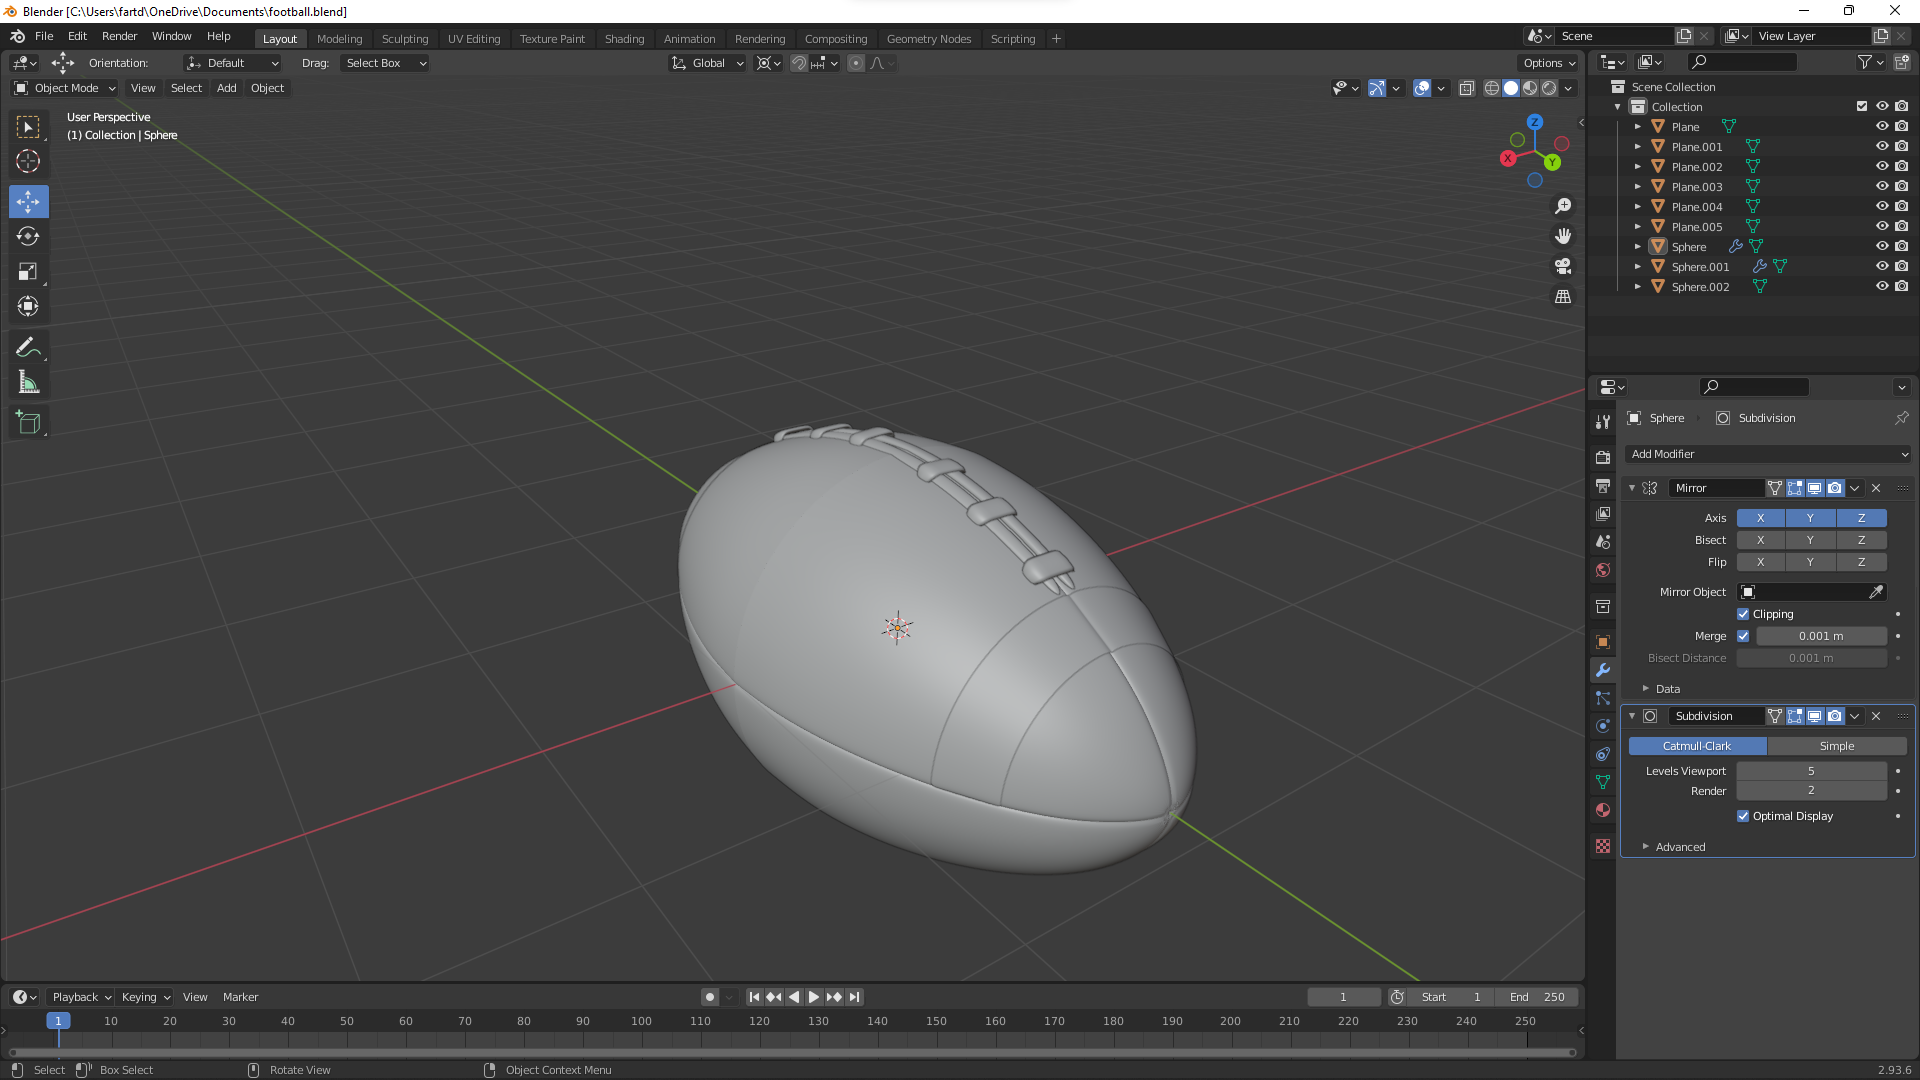 Blender [C:\Users\fartd\OneDrive\Documents\football.blend]
File Edit Render Window Help Layout Modeling Sculpting UV Editing Texture Paint Shading Animation Rendering Compositing Geometry Nodes Scripting + Scene View Layer
Orientation: Default Drag: Select Box Global Options
Object Mode View Select Add Object
User Perspective
(1) Collection | Sphere
Z
X
Y
Scene Collection
Collection
Plane
Plane.001
Plane.002
Plane.003
Plane.004
Plane.005
Sphere
Sphere.001
Sphere.002
Sphere Subdivision
Add Modifier
Mirror
Axis X Y Z
Bisect X Y Z
Flip X Y Z
Mirror Object
Clipping
Merge 0.001 m
Bisect Distance 0.001 m
Data
Subdivision
Catmull-Clark Simple
Levels Viewport 5
Render 2
Optimal Display
Advanced
Playback Keying View Marker 1 Start 1 End 250
1 10 20 30 40 50 60 70 80 90 100 110 120 130 140 150 160 170 180 190 200 210 220 230 240 250
Select Box Select Rotate View Object Context Menu 2.93.6